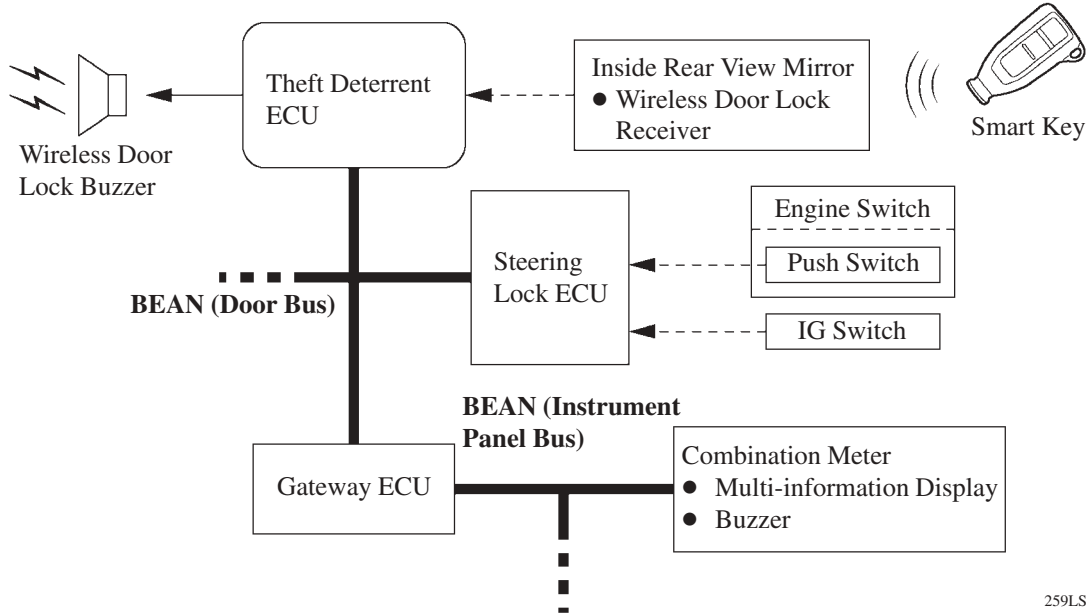 Theft Deterrent
ECU
Inside Rear View Mirror
● Wireless Door Lock
Receiver
Smart Key
Wireless Door
Lock Buzzer
Engine Switch
Push Switch
Steering
Lock ECU
BEAN (Door Bus)
IG Switch
BEAN (Instrument
Panel Bus)
Gateway ECU
Combination Meter
● Multi-information Display
● Buzzer
259LS